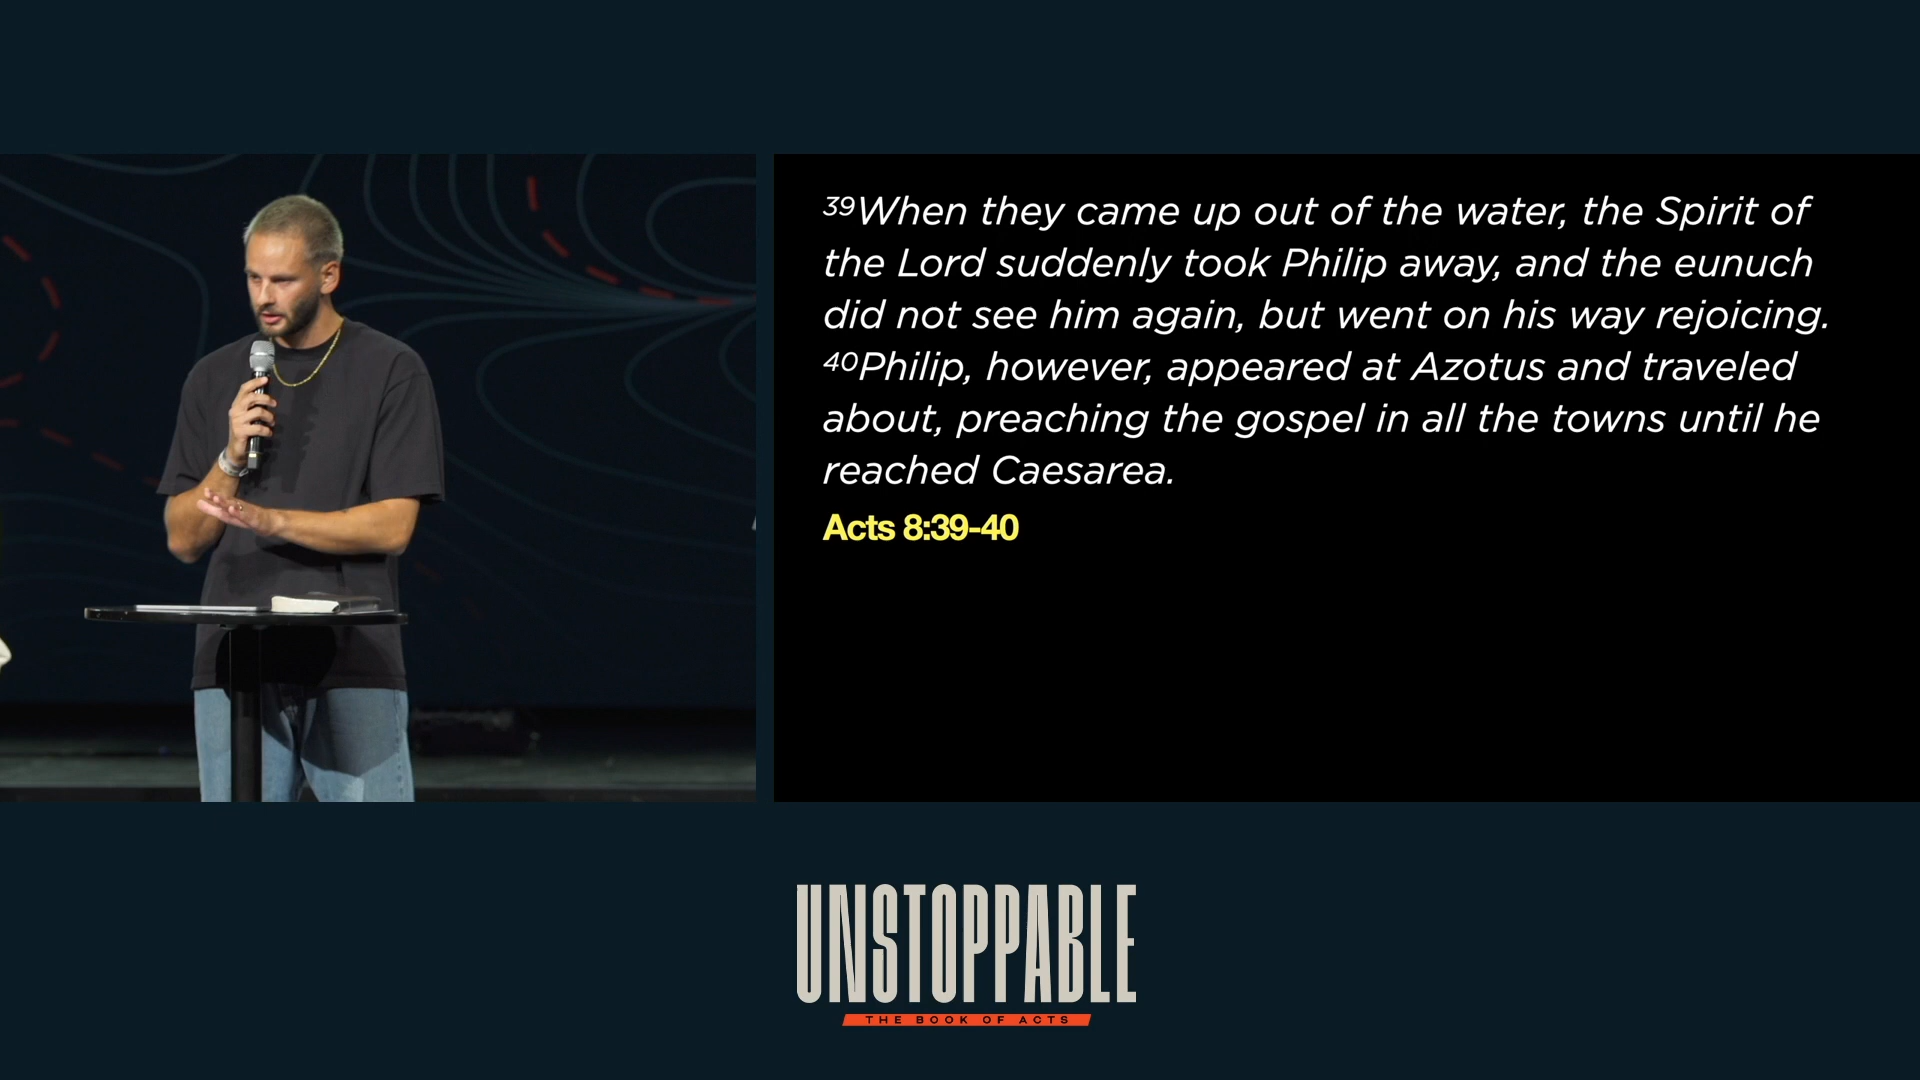 39When they came up out of the water, the Spirit of
the Lord suddenly took Philip away, and the eunuch
did not see him again, but went on his way rejoicing.
40Philip, however, appeared at Azotus and traveled
about, preaching the gospel in all the towns until he
reached Caesarea.
Acts 8:39-40
UNSTOPPABLE
THE BOOK OF ACTS